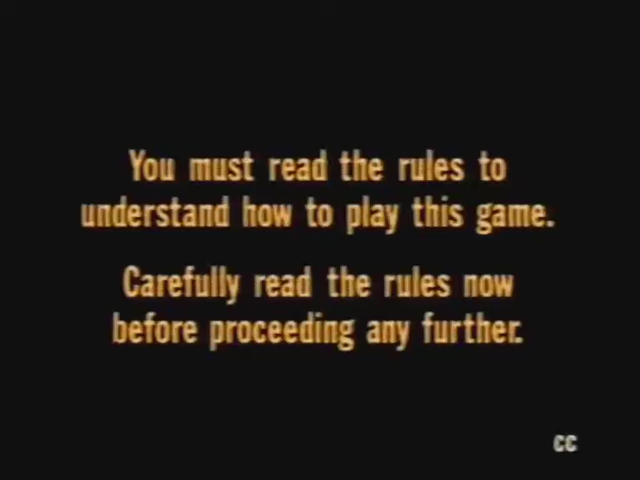 You must read the rules to
understand how to play this game.
Carefully read the rules now
before proceeding any further.
CC